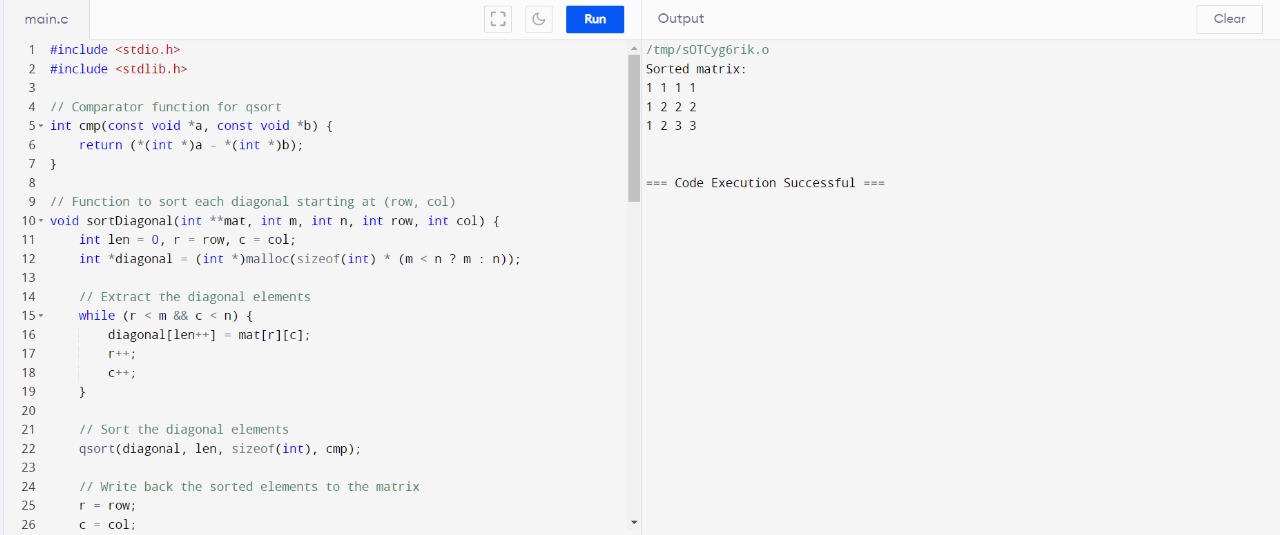 main.c
Run
Output
Clear
1 #include <stdio.h>
2 #include <stdlib.h>
3
4 // Comparator function for qsort
5 int cmp(const void *a, const void *b) {
6     return (*(int *)a - *(int *)b);
7 }
8
9 // Function to sort each diagonal starting at (row, col)
10 void sortDiagonal(int **mat, int m, int n, int row, int col) {
11     int len = 0, r = row, c = col;
12     int *diagonal = (int *)malloc(sizeof(int) * (m < n ? m : n));
13
14     // Extract the diagonal elements
15     while (r < m && c < n) {
16         diagonal[len++] = mat[r][c];
17         r++;
18         c++;
19     }
20
21     // Sort the diagonal elements
22     qsort(diagonal, len, sizeof(int), cmp);
23
24     // Write back the sorted elements to the matrix
25     r = row;
26     c = col;
/tmp/sOTCyg6rik.o
Sorted matrix:
1 1 1 1
1 2 2 2
1 2 3 3
=== Code Execution Successful ===